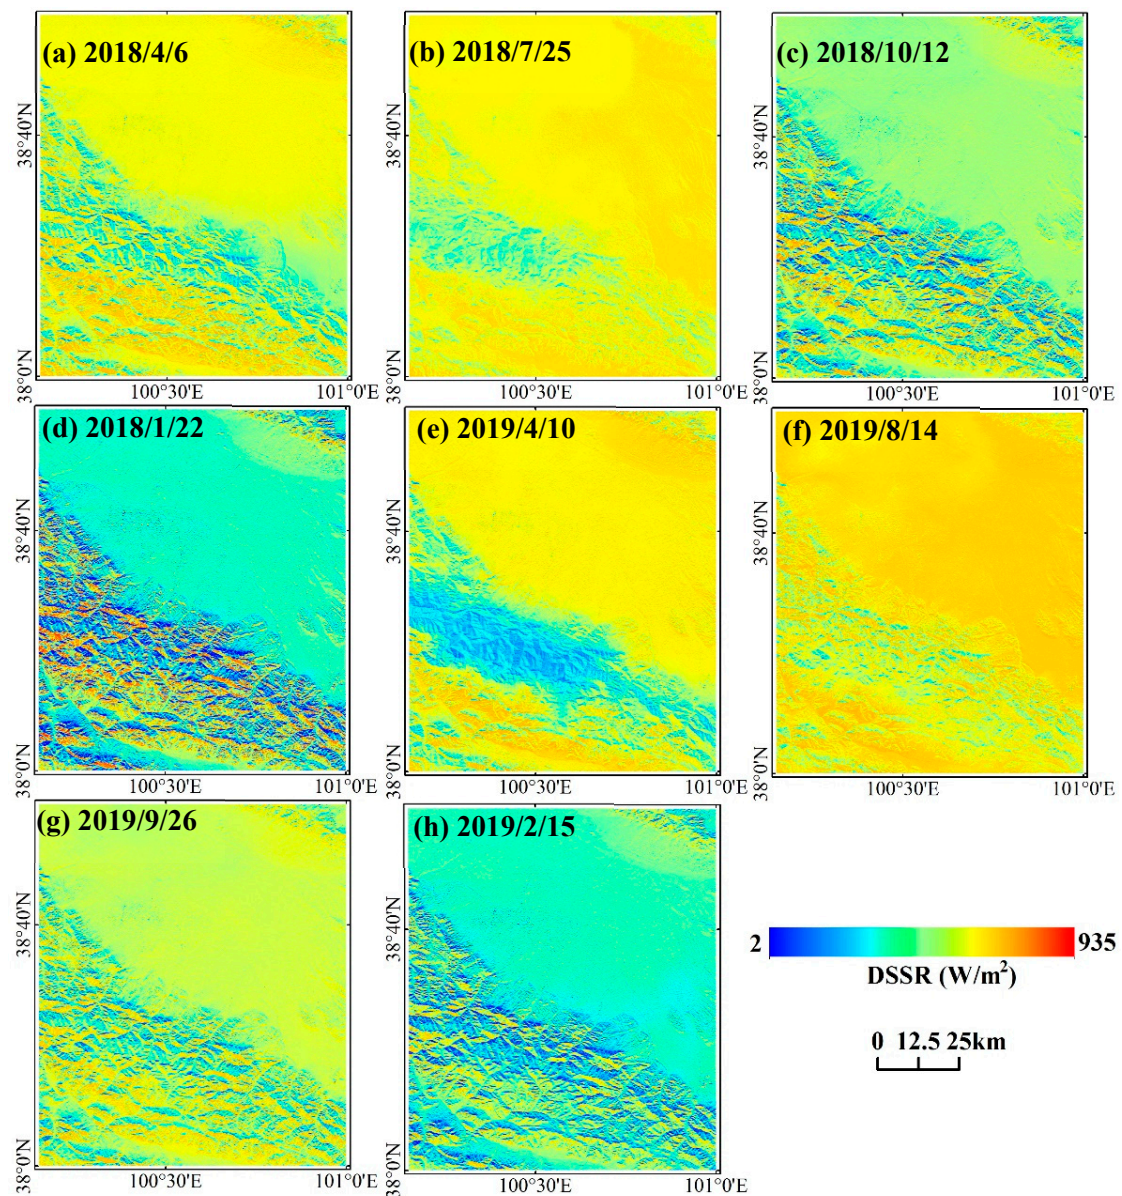 (a) 2018/4/6
(b) 2018/7/25
(c) 2018/10/12
38°40'N
38°0'N
100°30'E
101°0'E
38°40'N
38°0'N
100°30'E
101°0'E
38°40'N
38°0'N
100°30'E
101°0'E
(d) 2018/1/22
(e) 2019/4/10
(f) 2019/8/14
38°40'N
38°0'N
100°30'E
101°0'E
38°40'N
38°0'N
100°30'E
101°0'E
38°40'N
38°0'N
100°30'E
101°0'E
(g) 2019/9/26
(h) 2019/2/15
38°40'N
38°0'N
100°30'E
101°0'E
38°40'N
38°0'N
100°30'E
101°0'E
2 935
DSSR (W/m²)
0 12.5 25km